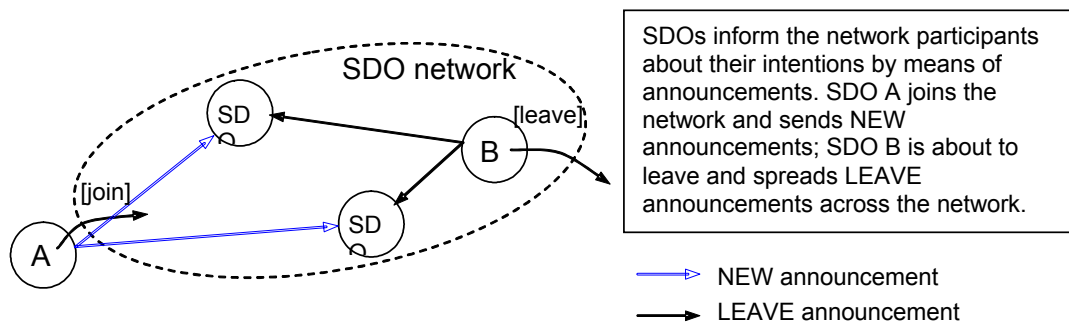 SDO network
SD
O
[leave]
B
[join]
SD
O
A
SDOs inform the network participants
about their intentions by means of
announcements. SDO A joins the
network and sends NEW
announcements; SDO B is about to
leave and spreads LEAVE
announcements across the network.
NEW announcement
LEAVE announcement